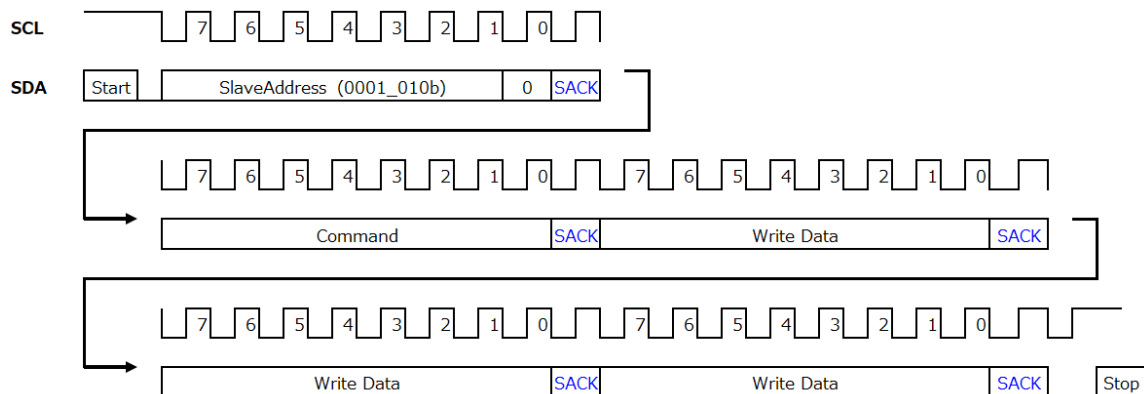 SCL 7 6 5 4 3 2 1 0
SDA Start SlaveAddress (0001_010b) 0 SACK
7 6 5 4 3 2 1 0 7 6 5 4 3 2 1 0
Command SACK Write Data SACK
7 6 5 4 3 2 1 0 7 6 5 4 3 2 1 0
Write Data SACK Write Data SACK Stop